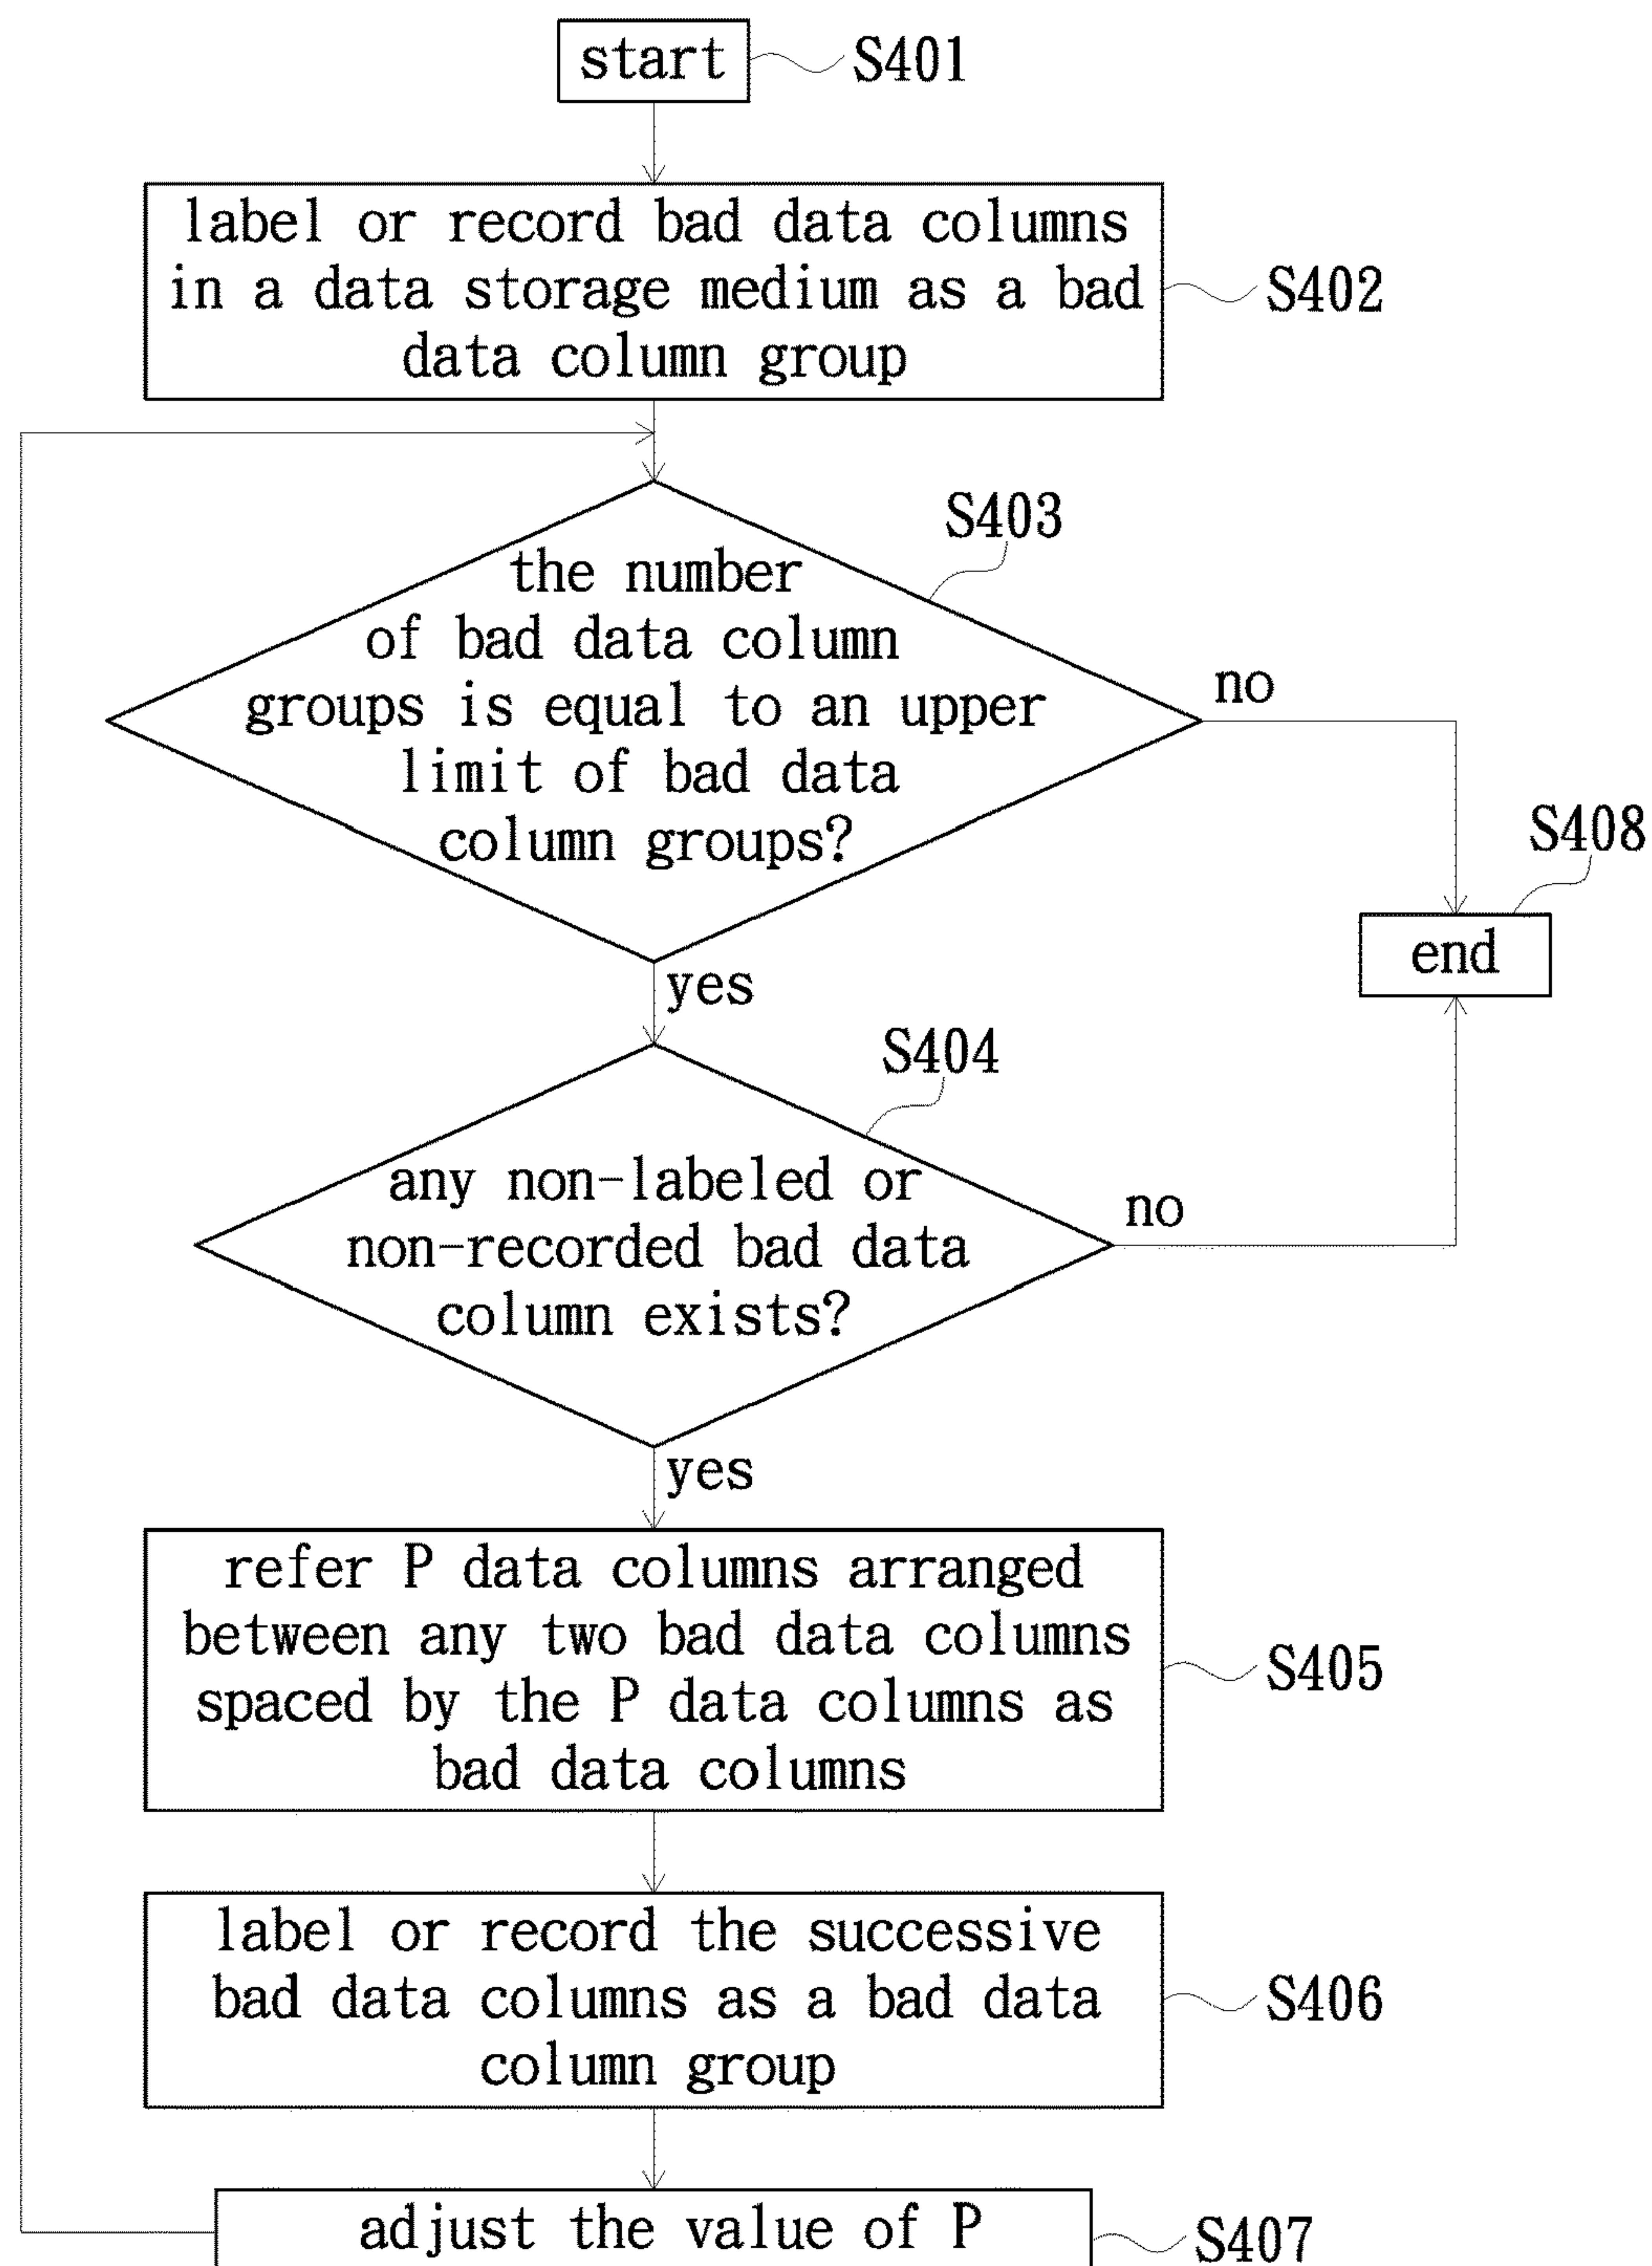 start
S401
label or record bad data columns
in a data storage medium as a bad
data column group
S402
S403
the number
of bad data column
groups is equal to an upper
limit of bad data
column groups?
no
S408
end
yes
S404
any non-labeled or
non-recorded bad data
column exists?
no
yes
refer P data columns arranged
between any two bad data columns
spaced by the P data columns as
bad data columns
S405
label or record the successive
bad data columns as a bad data
column group
S406
adjust the value of P
S407